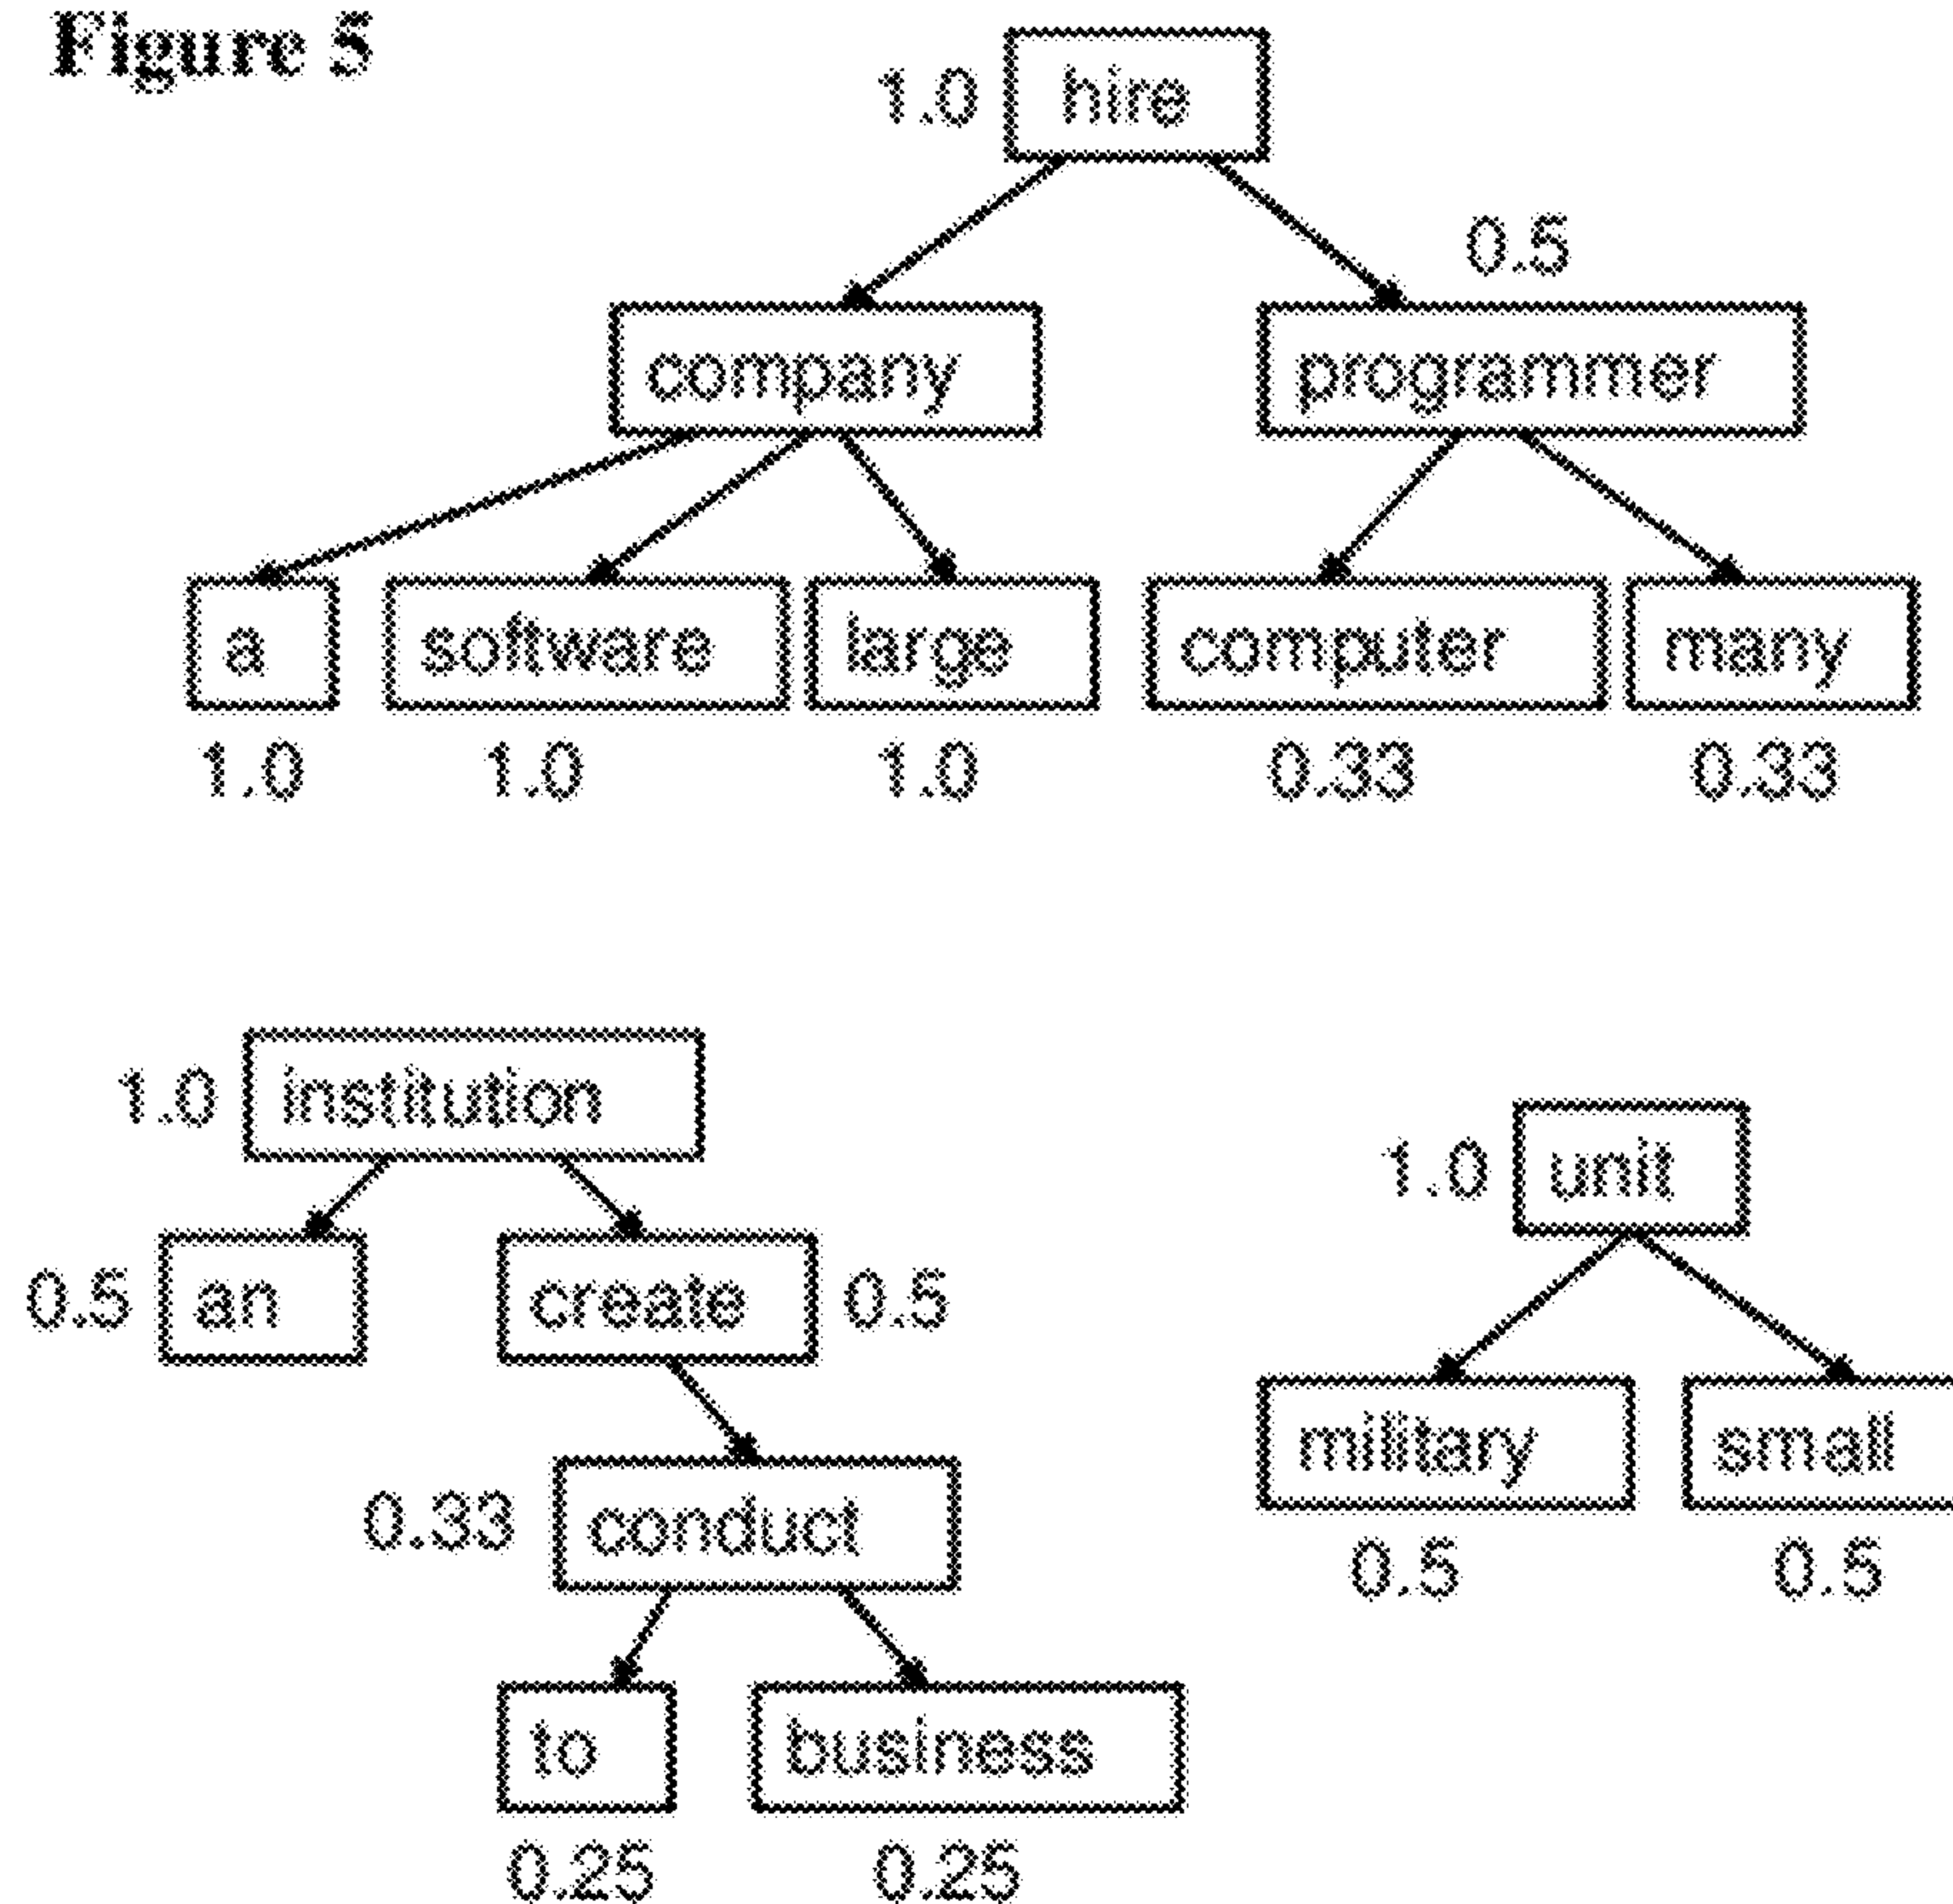 Figure 5
1.0 hire
0.5
company programmer
a software large computer many
1.0 1.0 1.0 0.33 0.33
1.0 institution
1.0 unit
0.5 an create 0.5
military small
0.33 conduct
0.5 0.5
to business
0.25 0.25